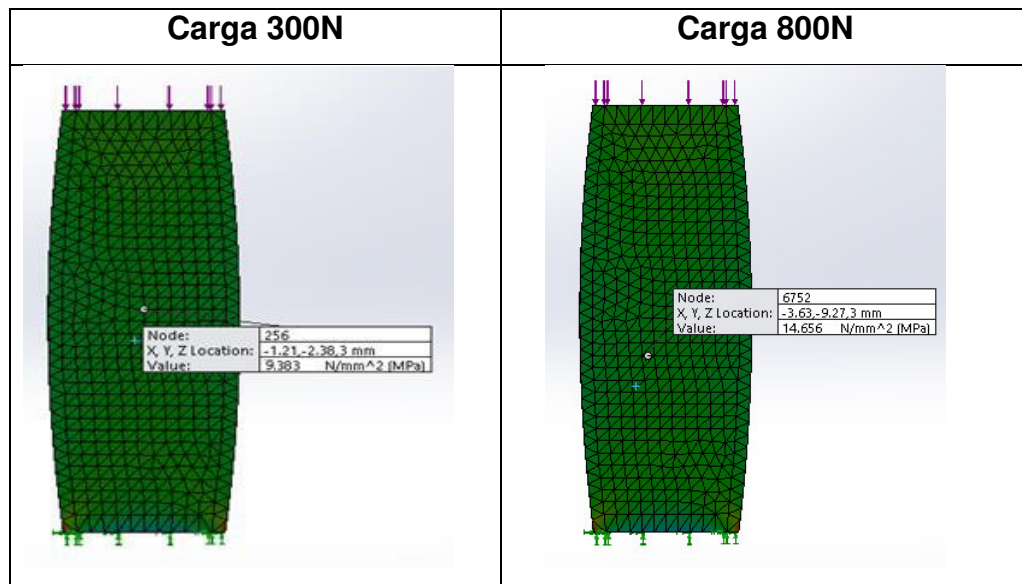 Carga 300N
Carga 800N
Node: 256
X, Y, Z Location: -1.21,-2.38,3 mm
Value: 9.383 N/mm^2 (MPa)
Node: 6752
X, Y, Z Location: -3.63,-9.27,3 mm
Value: 14.656 N/mm^2 (MPa)